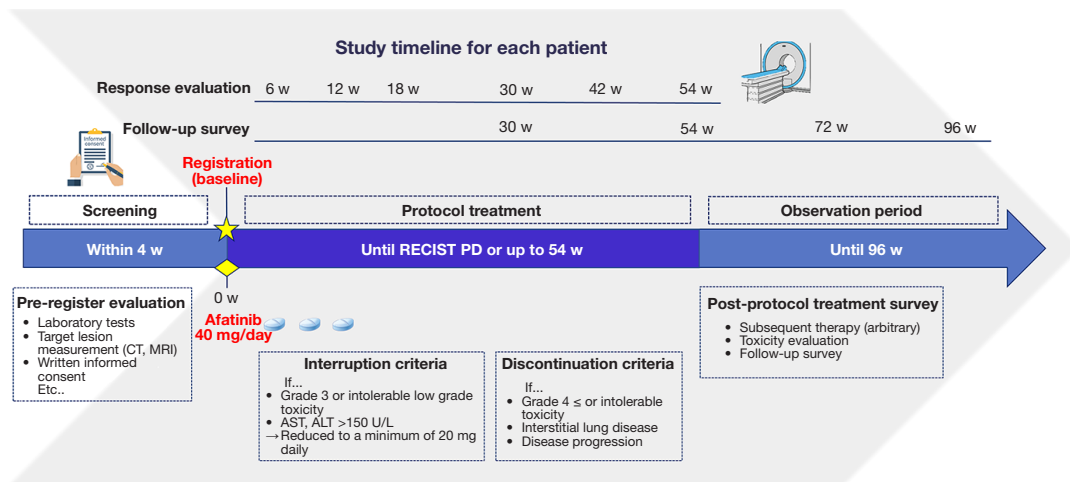 Study timeline for each patient
Response evaluation 6 w 12 w 18 w 30 w 42 w 54 w
Follow-up survey 30 w 54 w 72 w 96 w
Informed
consent
Registration
(baseline)
Screening
Protocol treatment
Observation period
Within 4 w
Until RECIST PD or up to 54 w
Until 96 w
0 w
Afatinib
40 mg/day
Pre-register evaluation
• Laboratory tests
• Target lesion
measurement (CT, MRI)
• Written informed
consent
Etc..
Interruption criteria
If...
• Grade 3 or intolerable low grade
toxicity
• AST, ALT >150 U/L
→Reduced to a minimum of 20 mg
daily
Discontinuation criteria
If...
• Grade 4 ≤ or intolerable
toxicity
• Interstitial lung disease
• Disease progression
Post-protocol treatment survey
• Subsequent therapy (arbitrary)
• Toxicity evaluation
• Follow-up survey